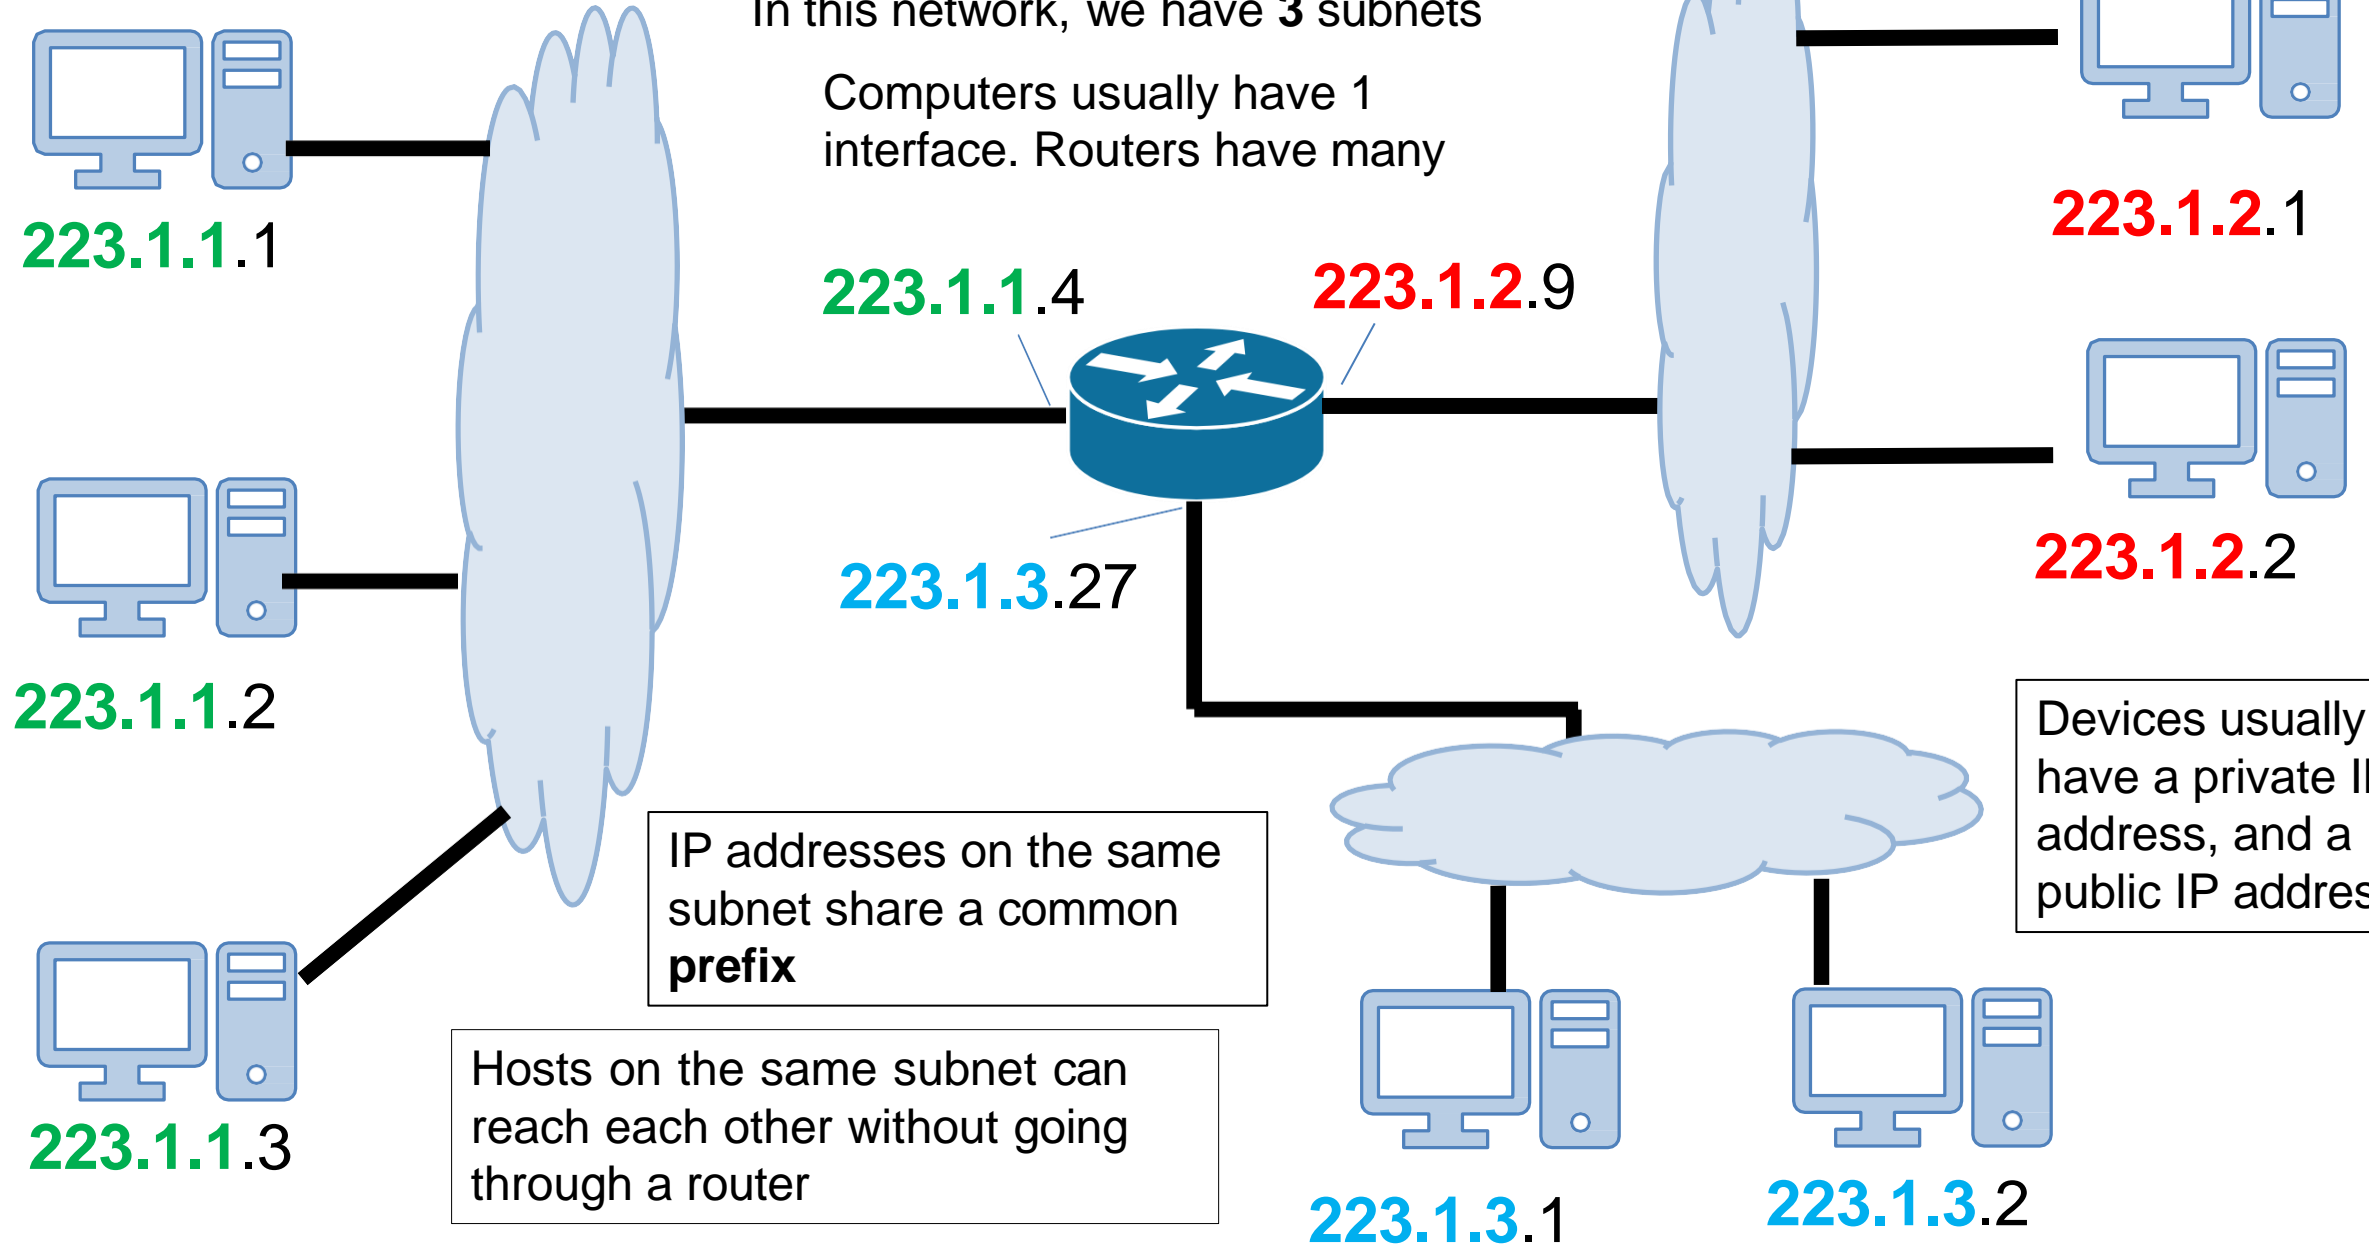 In this network, we have 3 subnets
Computers usually have 1
interface. Routers have many
223.1.1.1
223.1.2.1
223.1.1.4
223.1.2.9
223.1.3.27
223.1.2.2
223.1.1.2
Devices usually
have a private
address, and a
public IP
IP addresses on the same
subnet share a common
prefix
Hosts on the same subnet can
reach each other without going
through a router
223.1.1.3
223.1.3.1
223.1.3.2